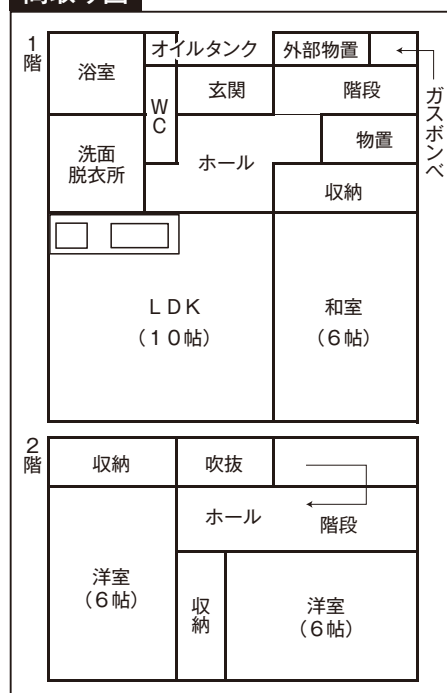 間取り図
1階
オイルタンク
外部物置
浴室
玄関
階段
ガスボンベ
WC
物置
洗面
脱衣所
ホール
収納
LDK
(10帖)
和室
(6帖)
2階
収納
吹抜
ホール
階段
洋室
(6帖)
収納
洋室
(6帖)